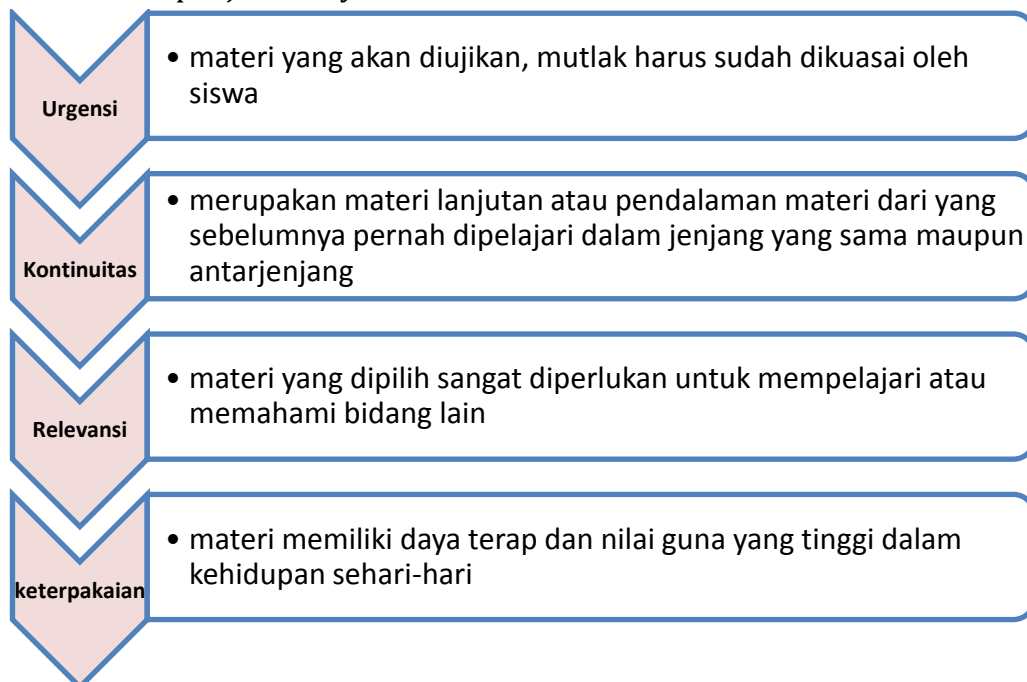 Urgensi
• materi yang akan diujikan, mutlak harus sudah dikuasai oleh
siswa
Kontinuitas
• merupakan materi lanjutan atau pendalaman materi dari yang
sebelumnya pernah dipelajari dalam jenjang yang sama maupun
antarjenjang
Relevansi
• materi yang dipilih sangat diperlukan untuk mempelajari atau
memahami bidang lain
keterpakaian
• materi memiliki daya terap dan nilai guna yang tinggi dalam
kehidupan sehari-hari